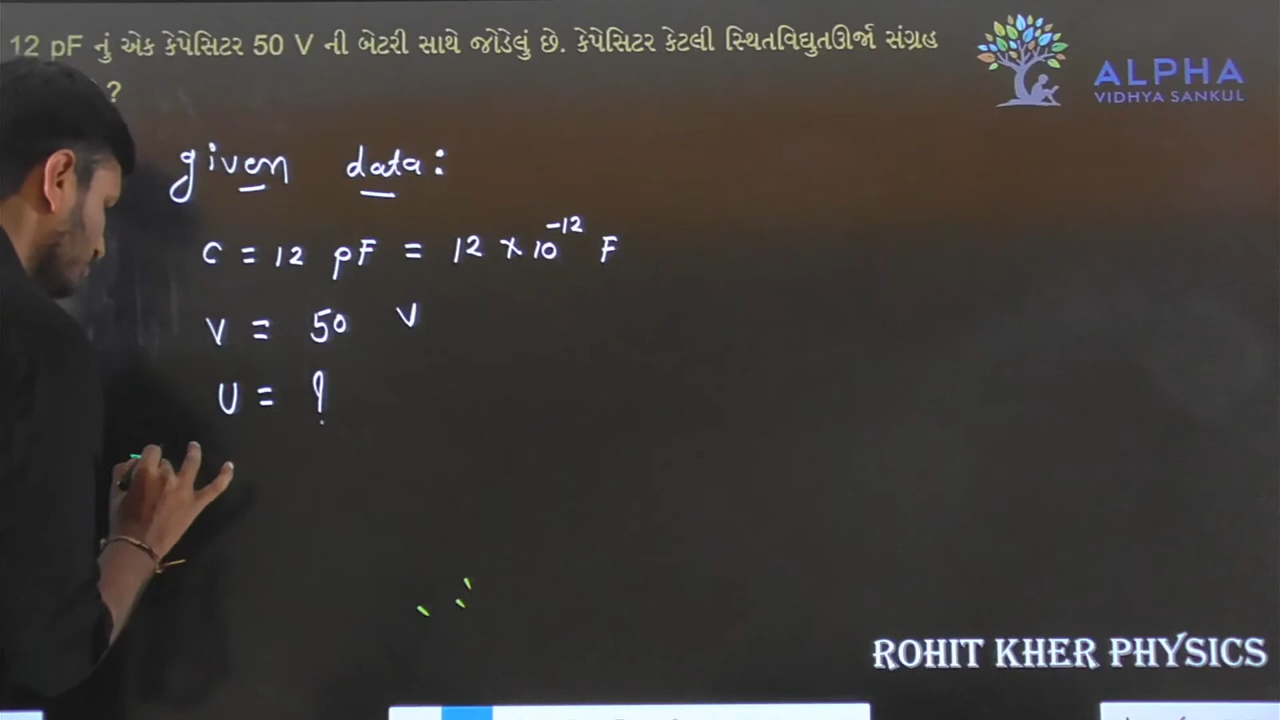 12 pF નું એક કેપેસિટર 50 V ની બેટરી સાથે જોડેલું છે. કેપેસિટર કેટલી સ્થિતવિદ્યુતઊર્જા સંગ્રહ
?
ALPHA
VIDHYA SANKUL
given data:
C = 12 pF = 12 × 10⁻¹² F
V = 50 V
U = ?
ROHIT KHER PHYSICS